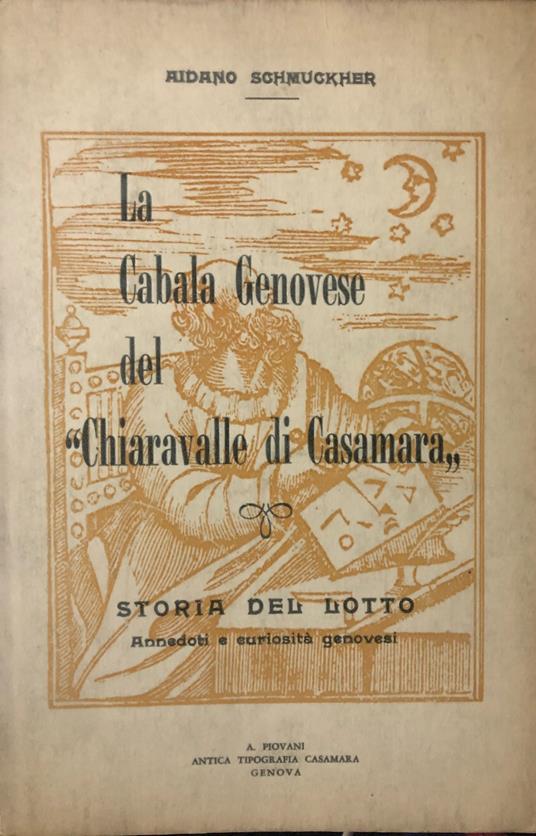 AIDANO SCHMUCKHER
La
Cabala Genovese
del
“Chiaravalle di Casamara„
STORIA DEL LOTTO
Annedoti e curiosità genovesi
A. PIOVANI
ANTICA TIPOGRAFIA CASAMARA
GENOVA